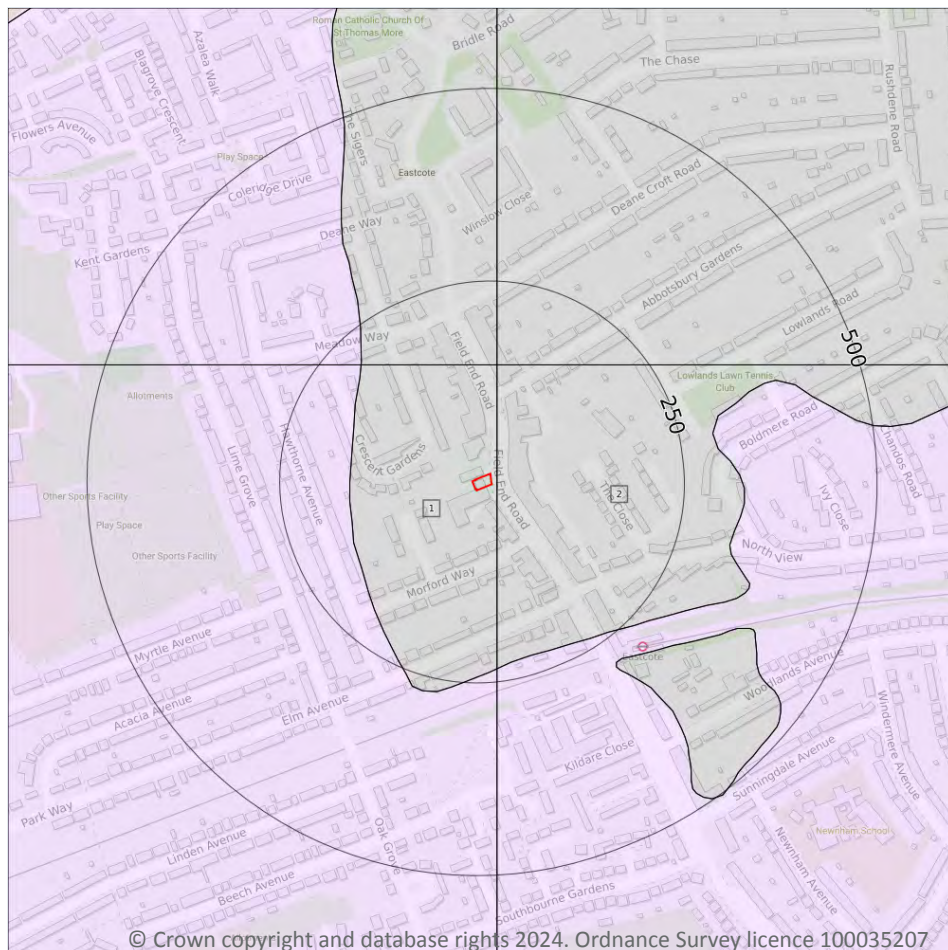 Roman Catholic Church Of
St Thomas More
Bridle Road
The Chase
Azalea Walk
Blagrove Crescent
Rushdene Road
Flowers Avenue
The Sigers
Play Space
Eastcote
Coleridge Drive
Deane Croft Road
Winslow Close
Deane Way
Kent Gardens
Abbotsbury Gardens
Lowlands Road
Meadow Way
Field End Road
500
Lowlands Lawn Tennis
Club
Allotments
250
Boldmere Road
Hawthorne Avenue
Crescent Gardens
Lime Grove
Chandos Road
Field End Road
Other Sports Facility
The Close
2
1
Ivy Close
Play Space
Other Sports Facility
North View
Morford Way
Myrtle Avenue
Eastcote
Woodlands Avenue
Acacia Avenue
Elm Avenue
Windermere Avenue
Kildare Close
Sunningdale Avenue
Park Way
Linden Avenue
Oak Grove
Newnham School
Newnham Avenue
Beech Avenue
Southbourne Gardens
© Crown copyright and database rights 2024. Ordnance Survey licence 100035207